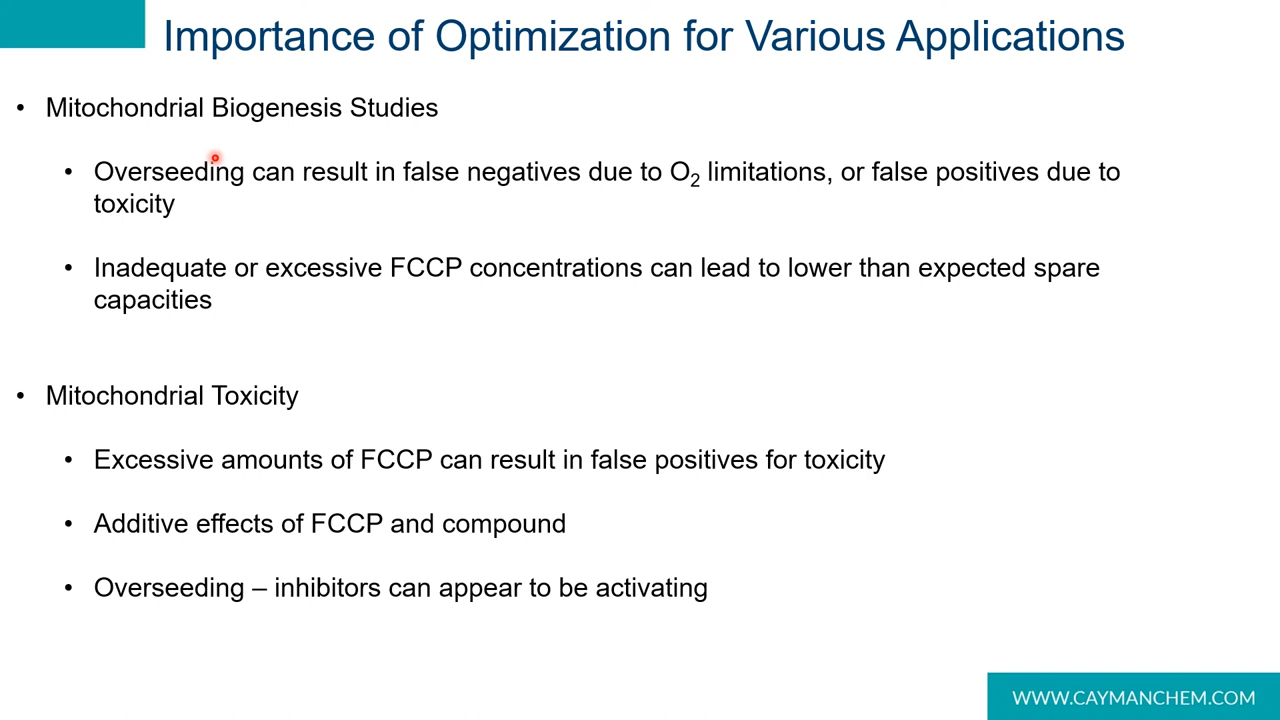 Importance of Optimization for Various Applications
• Mitochondrial Biogenesis Studies
• Overseeding can result in false negatives due to O₂ limitations, or false positives due to
toxicity
• Inadequate or excessive FCCP concentrations can lead to lower than expected spare
capacities
• Mitochondrial Toxicity
• Excessive amounts of FCCP can result in false positives for toxicity
• Additive effects of FCCP and compound
• Overseeding – inhibitors can appear to be activating
WWW.CAYMANCHEM.COM